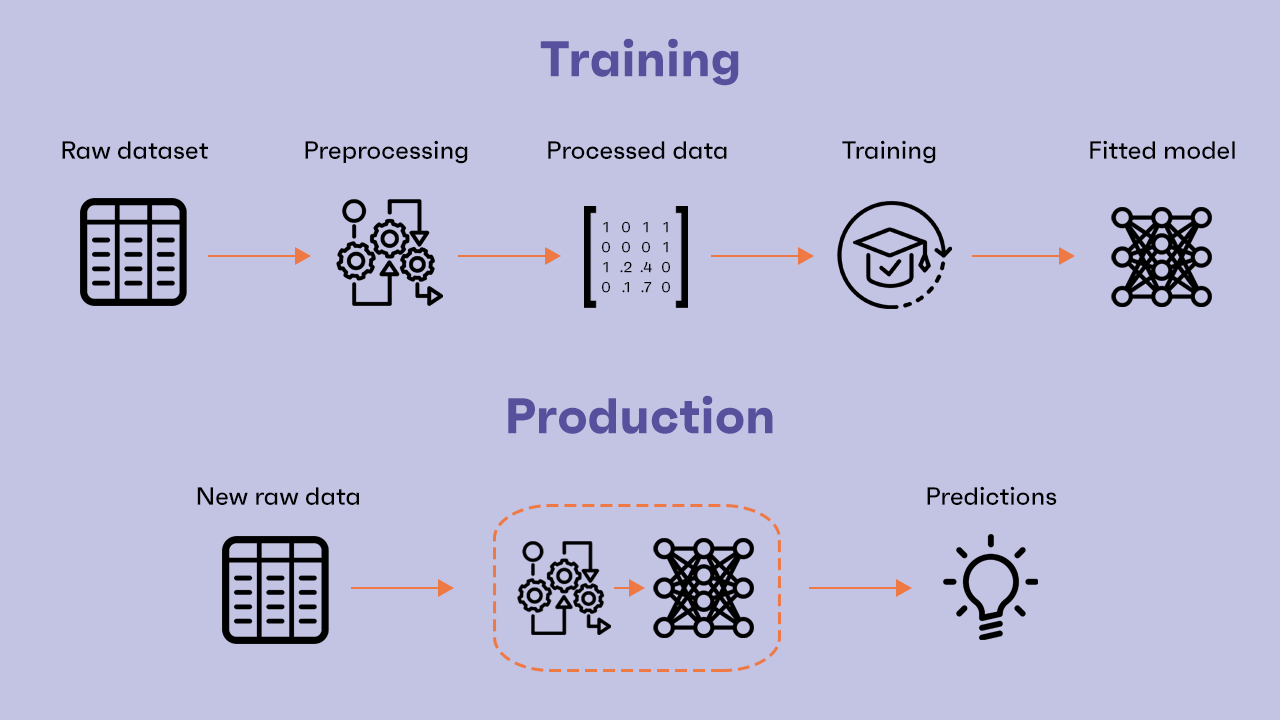 Training
Raw dataset
Preprocessing
Processed data
Training
Fitted model
1 0 1 1
0 0 0 1
1 .2 .4 0
0 .1 .7 0
Production
New raw data
Predictions